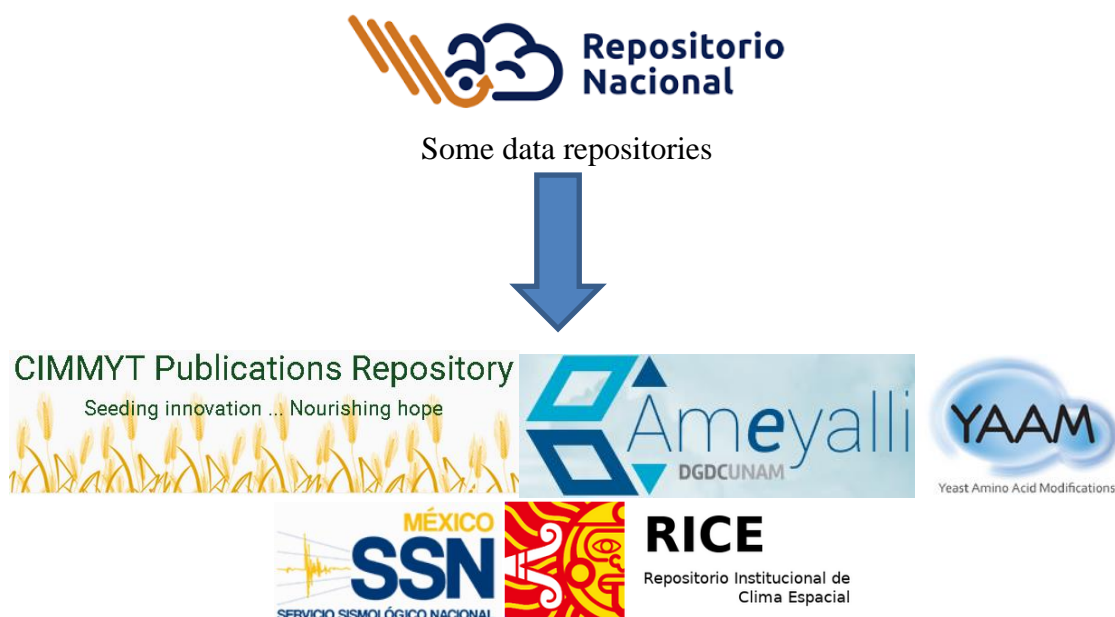 Repositorio
Nacional
Some data repositories
CIMMYT Publications Repository
Seeding innovation ... Nourishing hope
Ameyalli
DGDCUNAM
YAAM
Yeast Amino Acid Modifications
MÉXICO
SSN
SERVICIO SISMOLÓGICO NACIONAL
RICE
Repositorio Institucional de
Clima Espacial